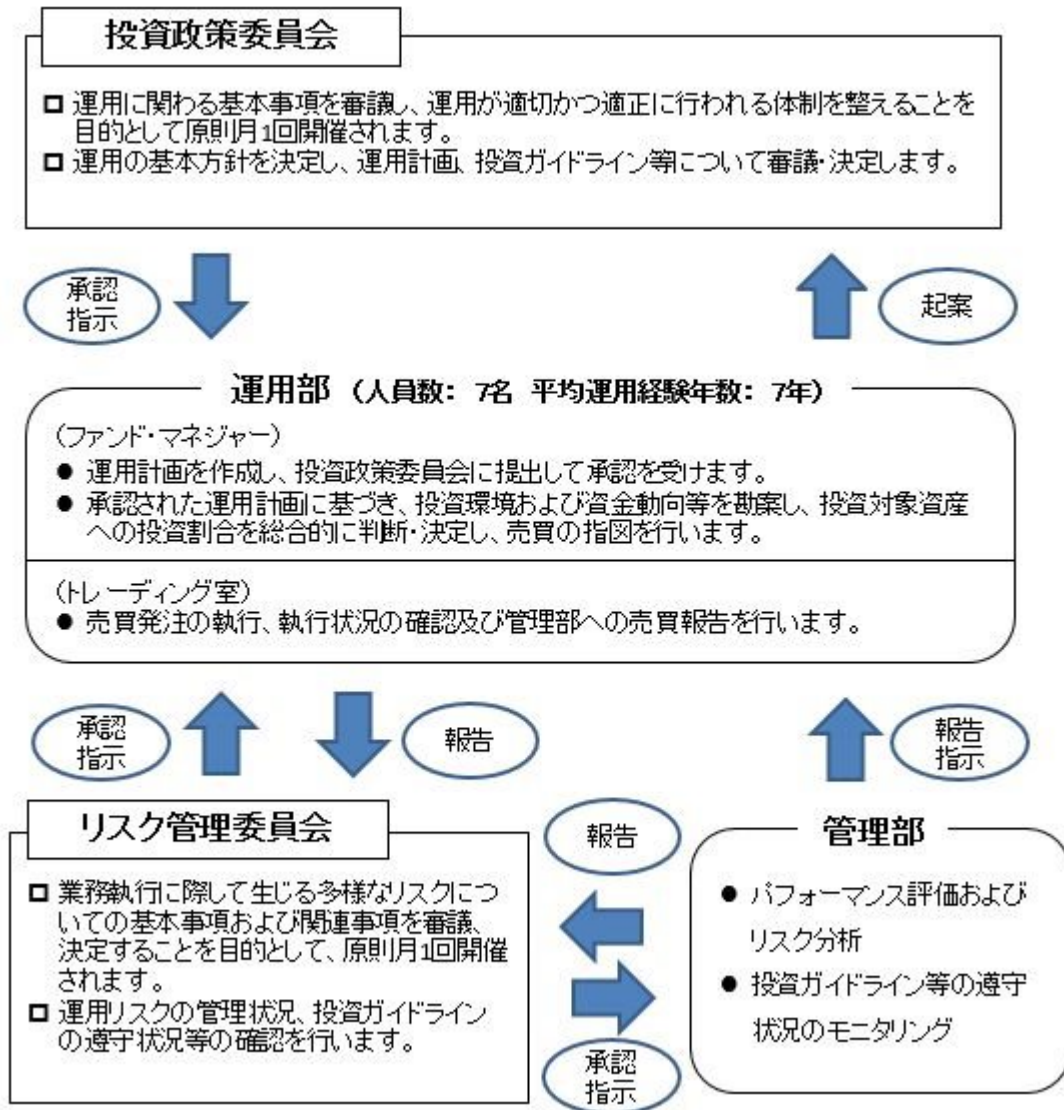 投資政策委員会
□ 運用に関わる基本事項を審議し、運用が適切かつ適正に行われる体制を整えることを
目的として原則月1回開催されます。
□ 運用の基本方針を決定し、運用計画、投資ガイドライン等について審議・決定します。
承認
指示
起案
運用部 (人員数: 7名 平均運用経験年数: 7年)
(ファンド・マネジャー)
● 運用計画を作成し、投資政策委員会に提出して承認を受けます。
● 承認された運用計画に基づき、投資環境および資金動向等を勘案し、投資対象資産
への投資割合を総合的に判断・決定し、売買の指図を行います。
(トレーディング室)
● 売買発注の執行、執行状況の確認及び管理部への売買報告を行います。
承認
指示
報告
報告
指示
リスク管理委員会
□ 業務執行に際して生じる多様なリスクにつ
いての基本事項および関連事項を審議、
決定することを目的として、原則月1回開催
されます。
□ 運用リスクの管理状況、投資ガイドライン
の遵守状況等の確認を行います。
報告
承認
指示
管理部
● パフォーマンス評価および
リスク分析
● 投資ガイドライン等の遵守
状況のモニタリング